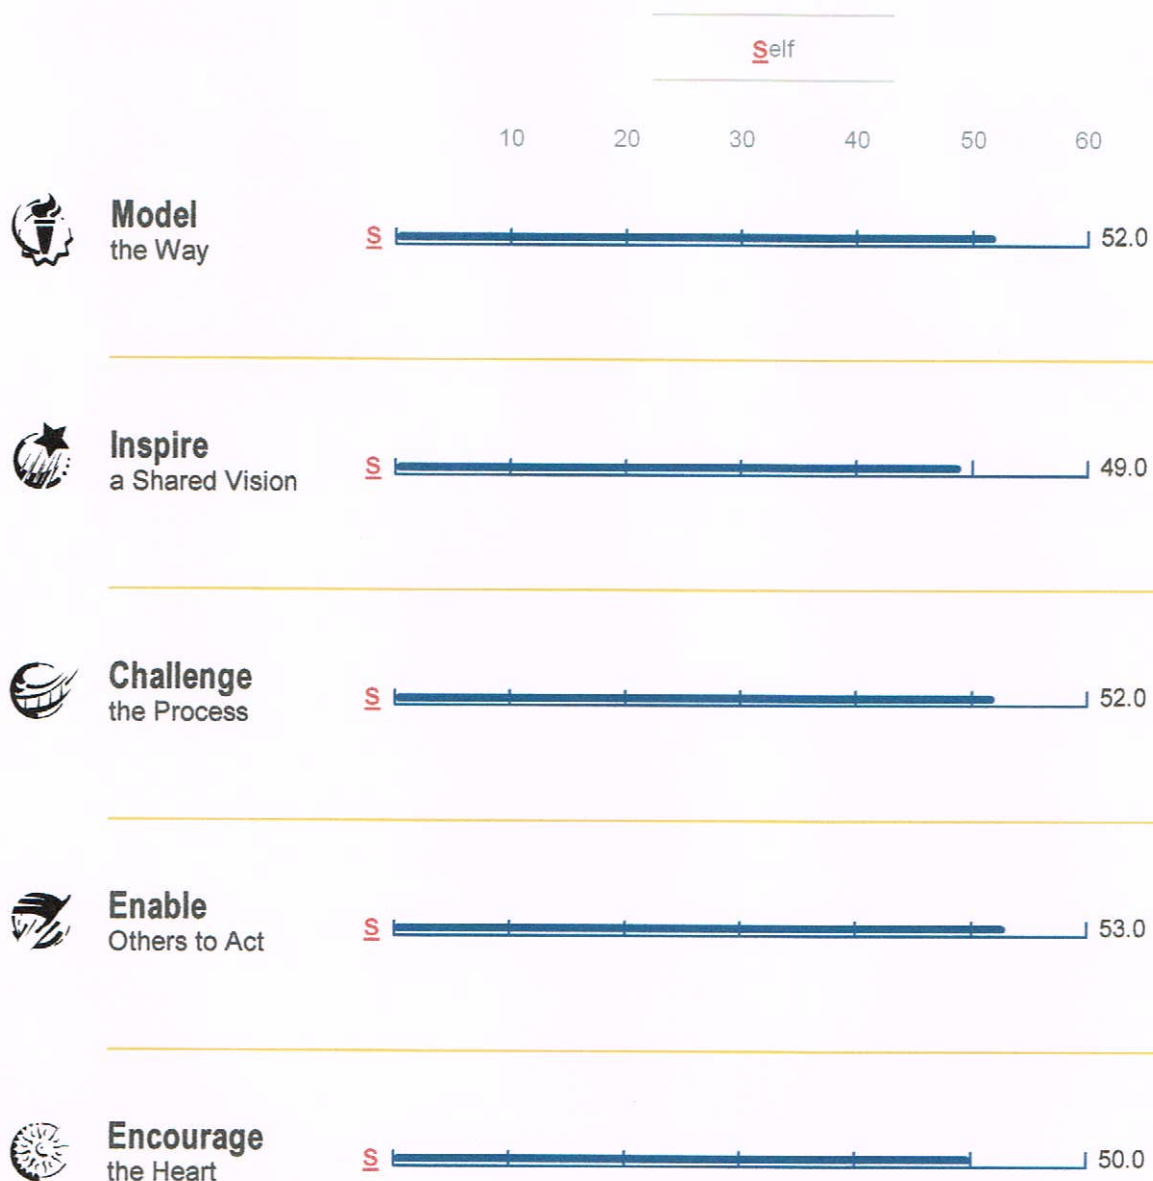 Self
10 20 30 40 50 60
Model
the Way
S 52.0
Inspire
a Shared Vision
S 49.0
Challenge
the Process
S 52.0
Enable
Others to Act
S 53.0
Encourage
the Heart
S 50.0